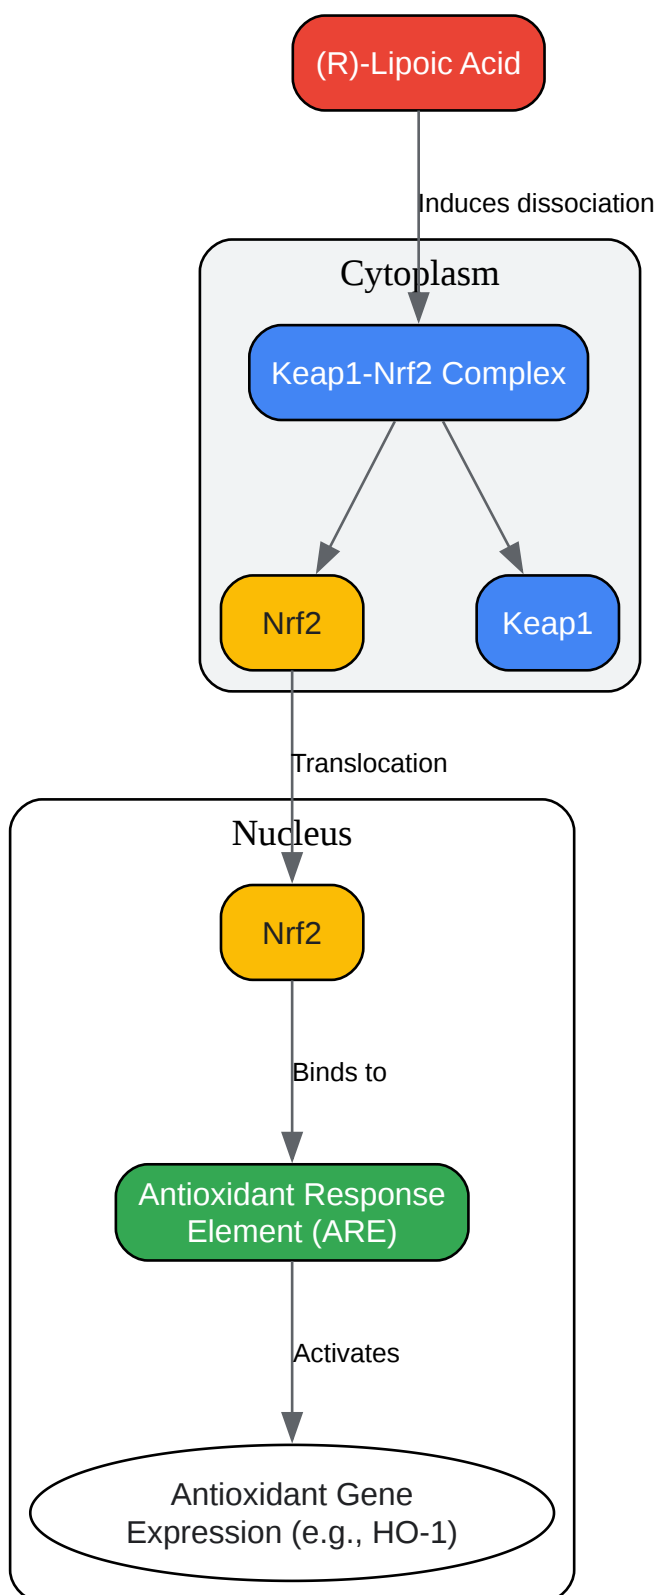 (R)-Lipoic Acid
Induces dissociation
Cytoplasm
Keap1-Nrf2 Complex
Nrf2
Keap1
Translocation
Nucleus
Nrf2
Binds to
Antioxidant Response
Element (ARE)
Activates
Antioxidant Gene
Expression (e.g., HO-1)